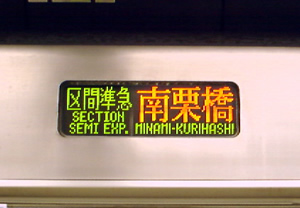 区間準急 南栗橋
SECTION
SEMI EXP. MINAMI-KURIHASHI